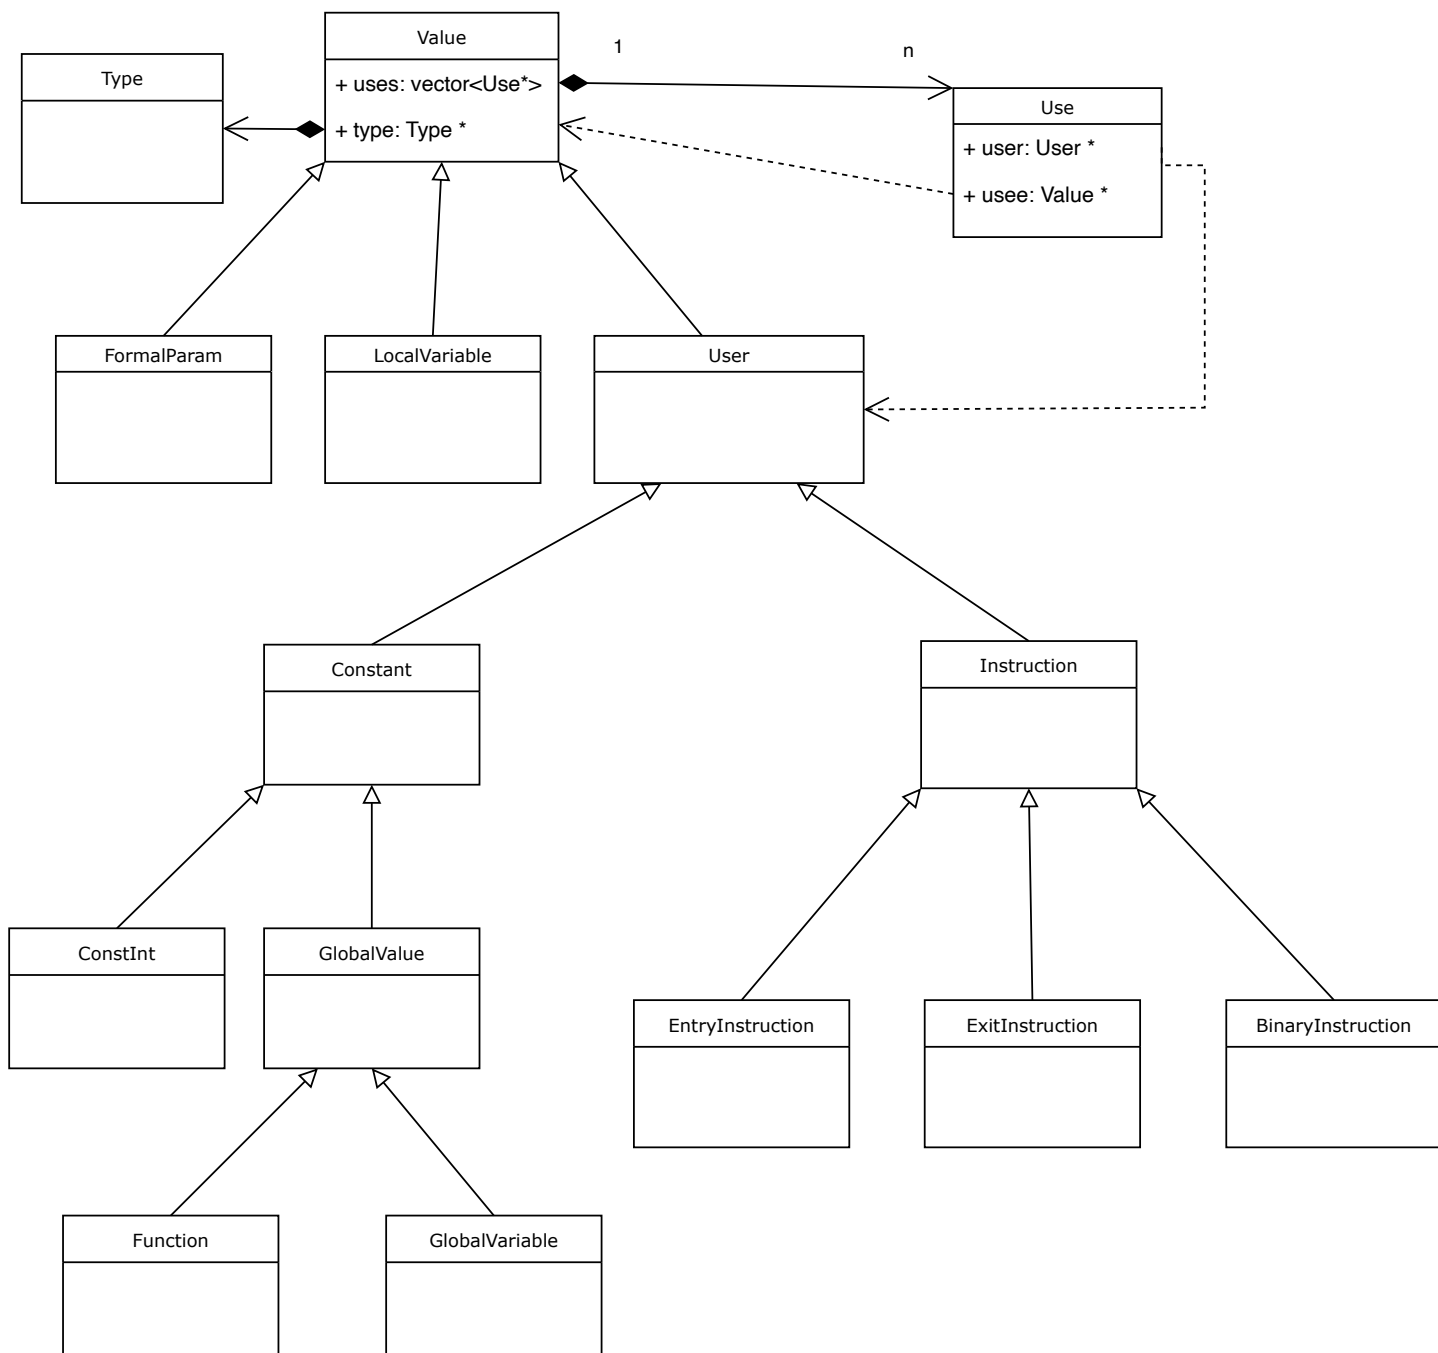 Value
1
n
Type
+ uses: vector<Use*>
+ type: Type *
Use
+ user: User *
+ usee: Value *
FormalParam
LocalVariable
User
Constant
Instruction
ConstInt
GlobalValue
EntryInstruction
ExitInstruction
BinaryInstruction
Function
GlobalVariable